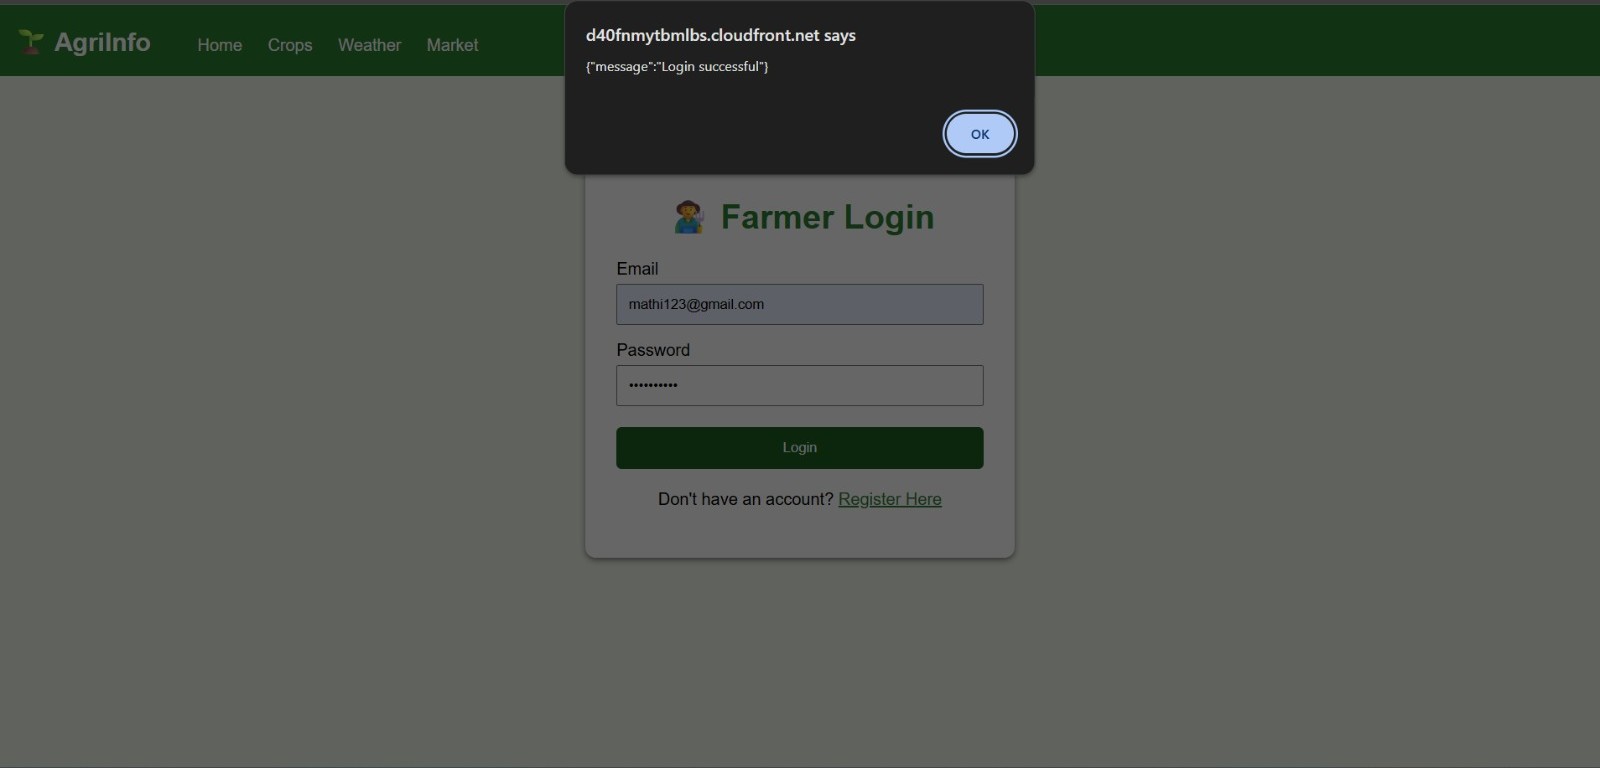 AgriInfo
Home Crops Weather Market
d40fnmytbmlbs.cloudfront.net says
{"message":"Login successful"}
OK
Farmer Login
Email
mathi123@gmail.com
Password
••••••••••
Login
Don't have an account? Register Here